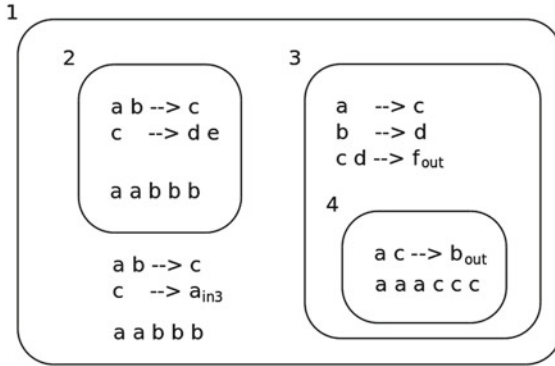 1
2
a b --> c
c --> d e
a a b b b
a b --> c
c --> a_in3
a a b b b
3
a --> c
b --> d
c d --> f_out
4
a c --> b_out
a a a c c c